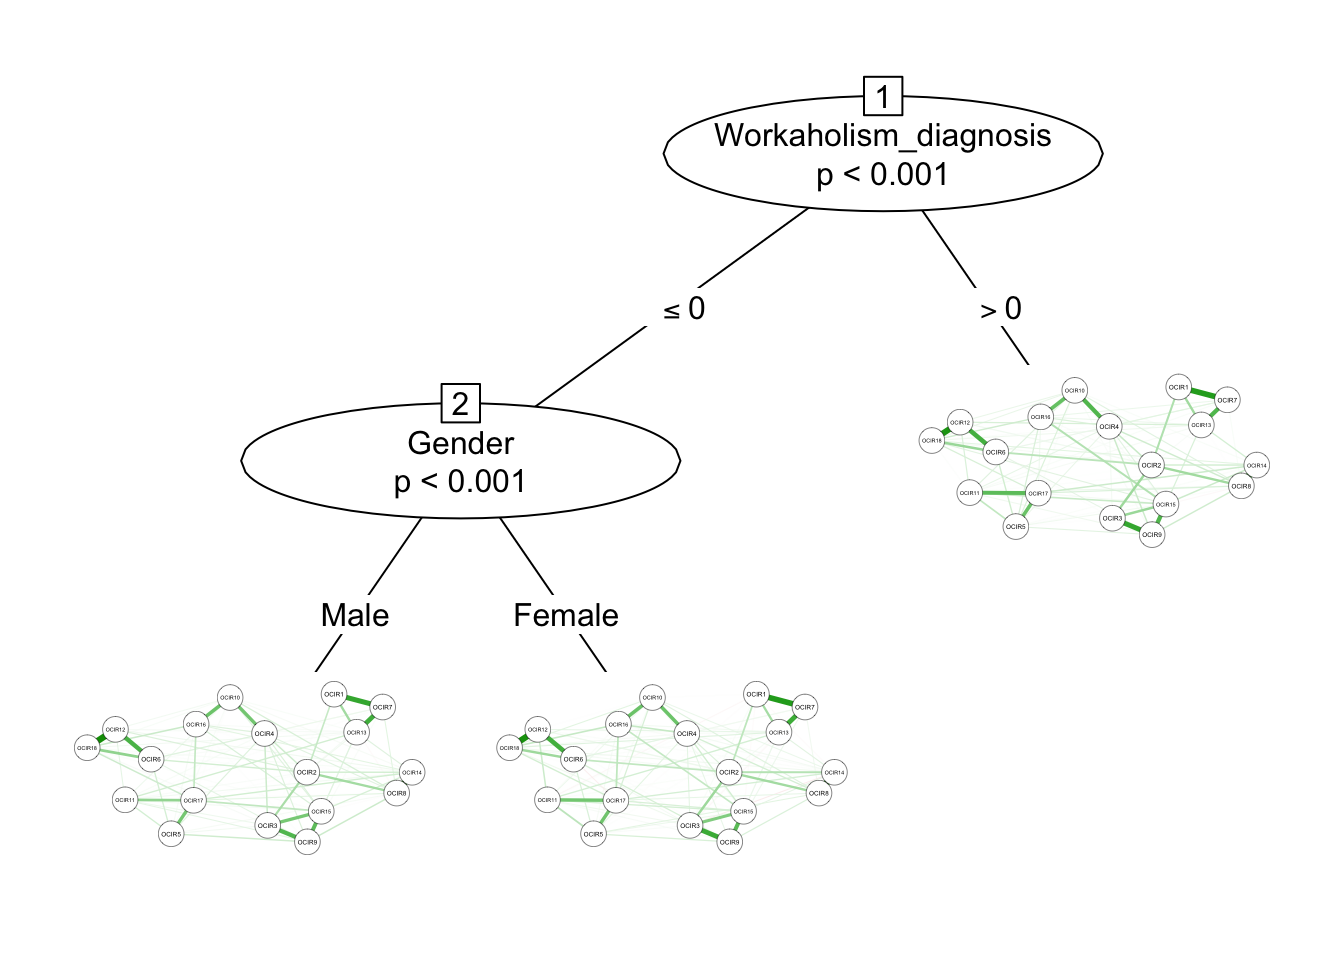 1
Workaholism_diagnosis
p < 0.001
≤ 0
> 0
2
Gender
p < 0.001
Male
Female
OCIR1
OCIR10
OCIR7
OCIR16
OCIR12
OCIR4
OCIR13
OCIR18
OCIR6
OCIR2
OCIR14
OCIR8
OCIR11
OCIR17
OCIR15
OCIR3
OCIR5
OCIR9
OCIR1
OCIR10
OCIR7
OCIR16
OCIR12
OCIR4
OCIR13
OCIR18
OCIR6
OCIR2
OCIR14
OCIR8
OCIR11
OCIR17
OCIR15
OCIR3
OCIR5
OCIR9
OCIR1
OCIR10
OCIR7
OCIR16
OCIR12
OCIR4
OCIR13
OCIR18
OCIR6
OCIR2
OCIR14
OCIR8
OCIR11
OCIR17
OCIR15
OCIR3
OCIR5
OCIR9